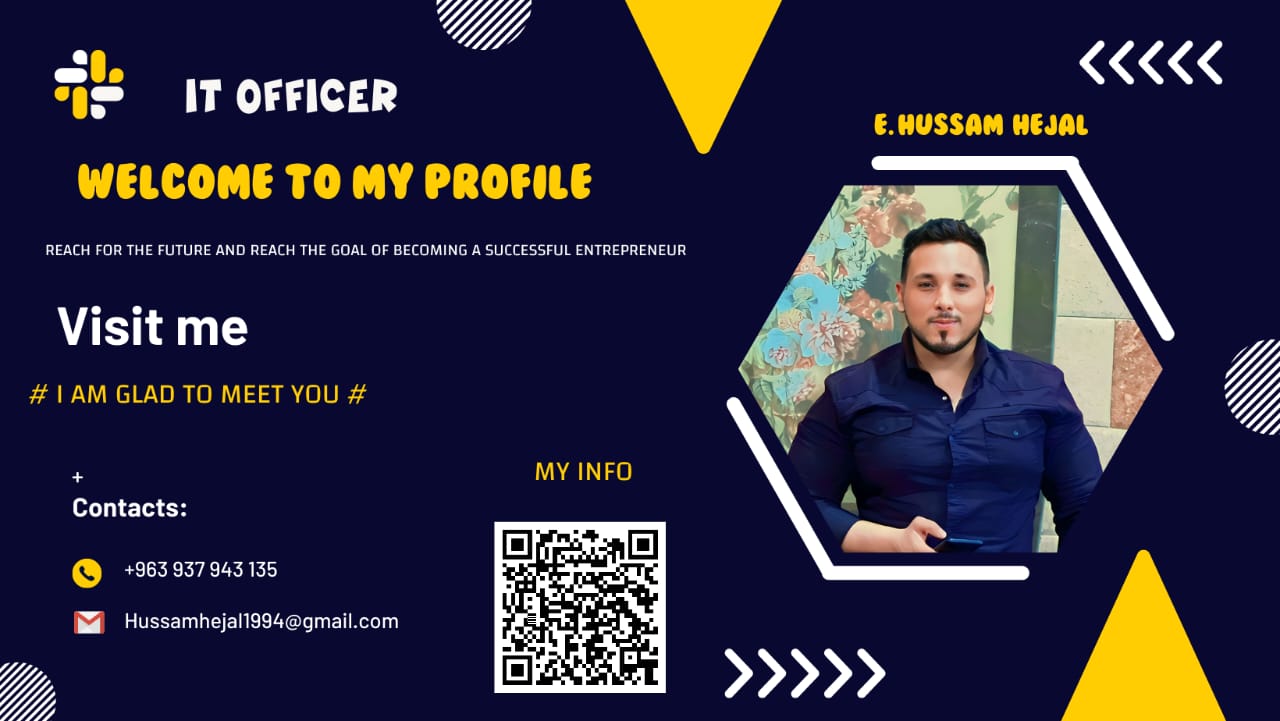 IT OFFICER
E. HUSSAM HEJAL
WELCOME TO MY PROFILE
REACH FOR THE FUTURE AND REACH THE GOAL OF BECOMING A SUCCESSFUL ENTREPRENEUR
Visit me
# I AM GLAD TO MEET YOU #
+
Contacts:
+963 937 943 135
Hussamhejal1994@gmail.com
MY INFO